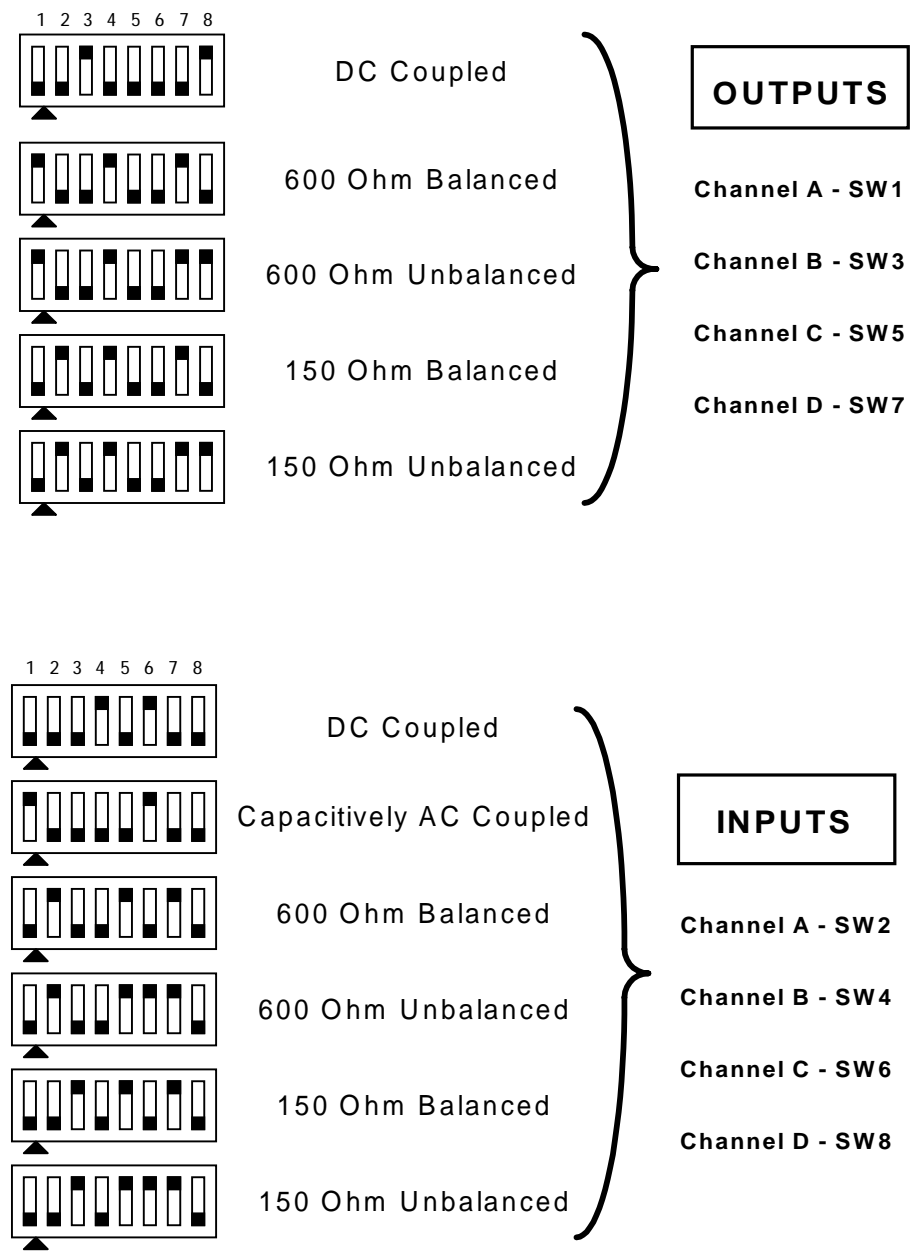 1 2 3 4 5 6 7 8
DC Coupled
600 Ohm Balanced
600 Ohm Unbalanced
150 Ohm Balanced
150 Ohm Unbalanced
OUTPUTS
Channel A - SW1
Channel B - SW3
Channel C - SW5
Channel D - SW7
1 2 3 4 5 6 7 8
DC Coupled
Capacitively AC Coupled
600 Ohm Balanced
600 Ohm Unbalanced
150 Ohm Balanced
150 Ohm Unbalanced
INPUTS
Channel A - SW2
Channel B - SW4
Channel C - SW6
Channel D - SW8